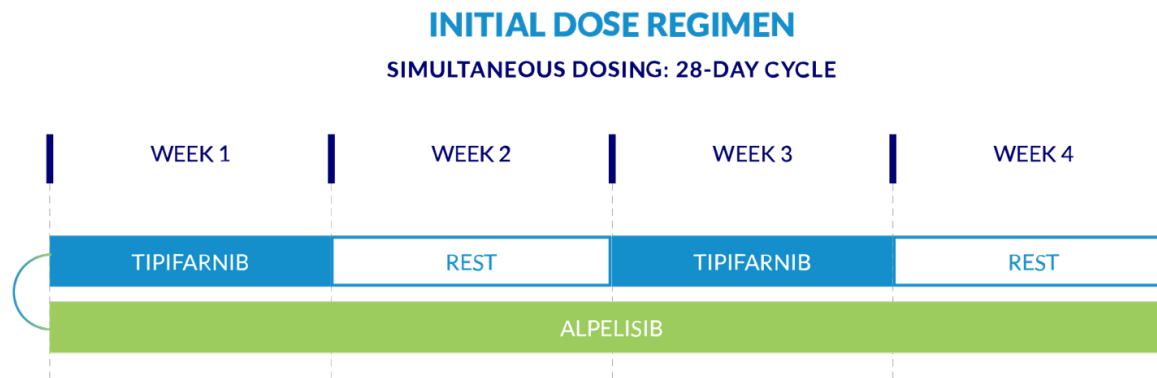 INITIAL DOSE REGIMEN
SIMULTANEOUS DOSING: 28-DAY CYCLE
WEEK 1 WEEK 2 WEEK 3 WEEK 4
TIPIFARNIB REST TIPIFARNIB REST
ALPELISIB